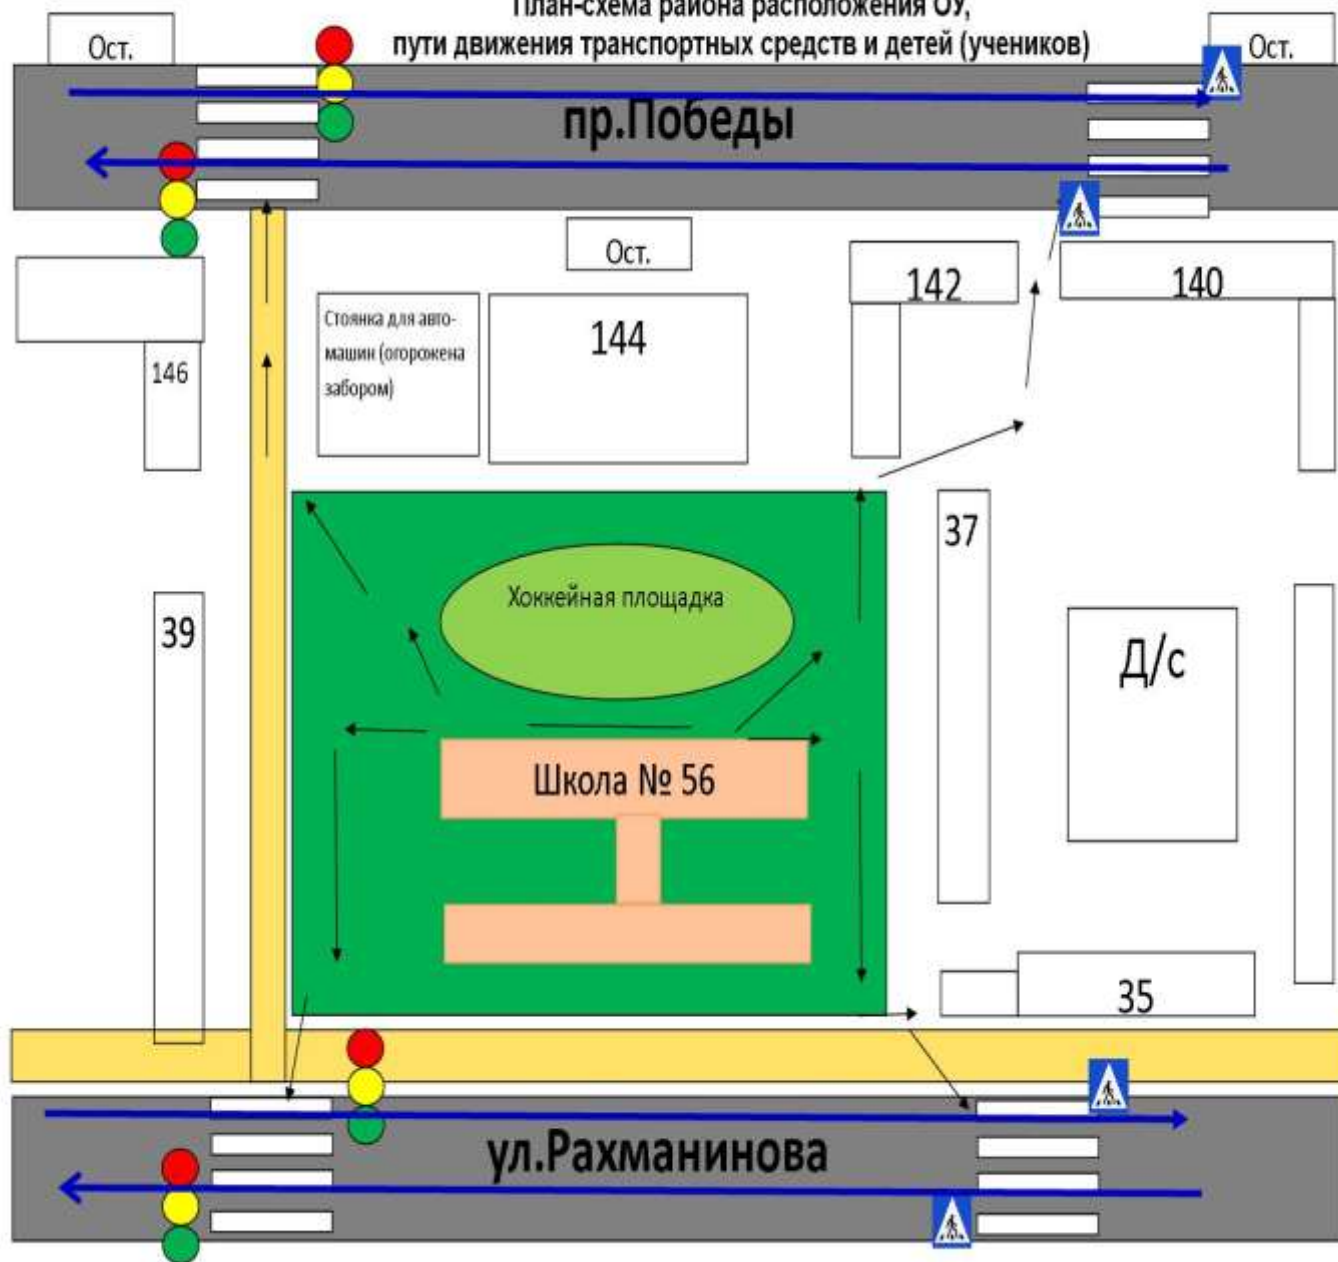 План-схема района расположения ОУ,
пути движения транспортных средств и детей (учеников)
Ост.
Ост.
пр.Победы
Ост.
142
140
Стоянка для авто-
машин (огорожена
забором)
144
146
37
Хоккейная площадка
39
Д/с
Школа № 56
35
ул.Рахманинова